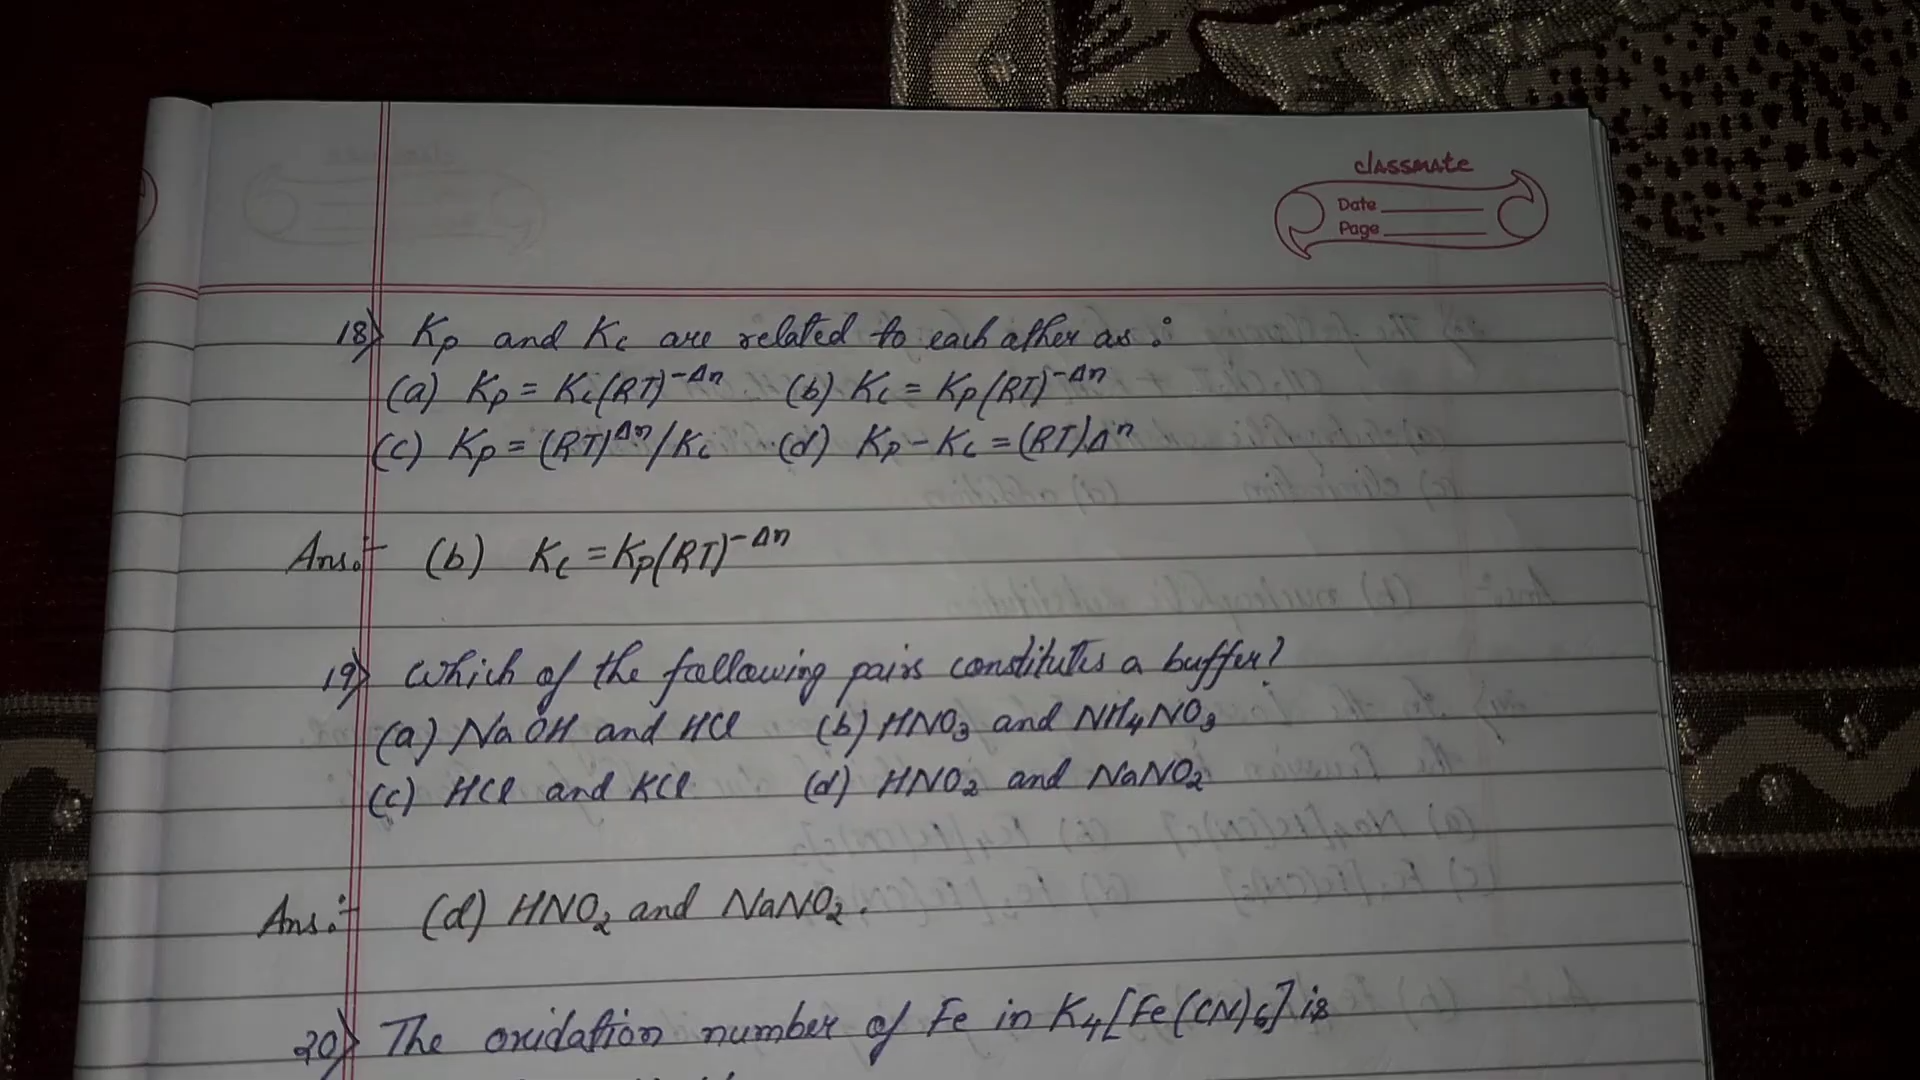 classmate
Date
Page
18) Kp and Kc are related to each other as:
(a) Kp = Kc(RT)^-Δn (b) Kc = Kp(RT)^-Δn
(c) Kp = (RT)^Δn/Kc (d) Kp - Kc = (RT)Δn
Ans:- (b) Kc = Kp(RT)^-Δn
19) Which of the following pairs constitutes a buffer?
(a) NaOH and HCl (b) HNO₃ and NH₄NO₃
(c) HCl and KCl (d) HNO₂ and NaNO₂
Ans:- (d) HNO₂ and NaNO₂.
20) The oxidation number of Fe in K₄[Fe(CN)₆] is